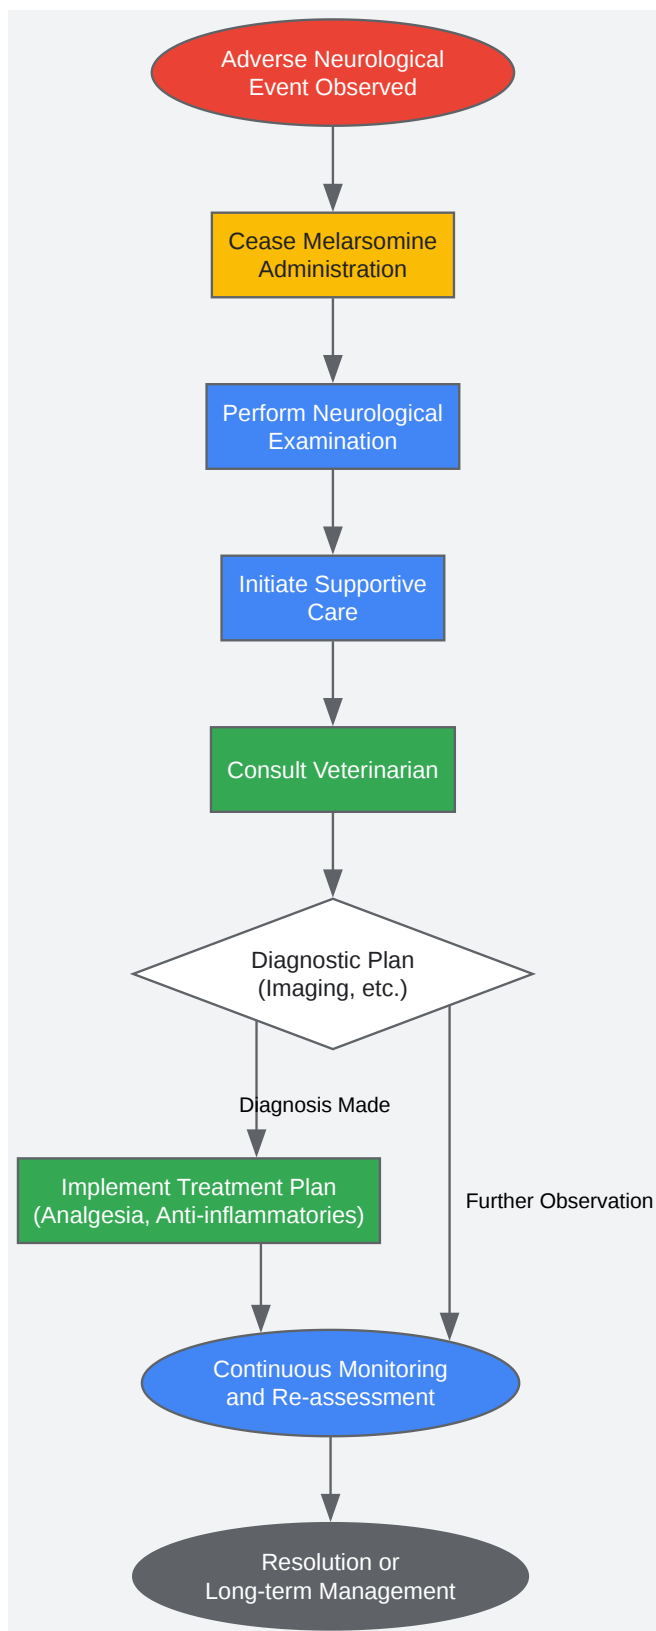 Adverse Neurological
Event Observed
Cease Melarsomine
Administration
Perform Neurological
Examination
Initiate Supportive
Care
Consult Veterinarian
Diagnostic Plan
(Imaging, etc.)
Diagnosis Made
Implement Treatment Plan
(Analgesia, Anti-inflammatories)
Further Observation
Continuous Monitoring
and Re-assessment
Resolution or
Long-term Management